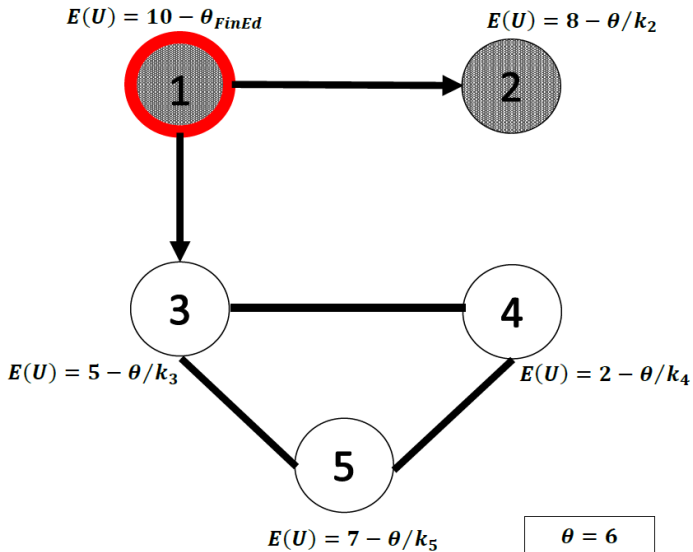 E(U) = 10 − θ_FinEd
E(U) = 8 − θ/k₂
1
2
3
4
E(U) = 5 − θ/k₃
E(U) = 2 − θ/k₄
5
E(U) = 7 − θ/k₅
θ = 6